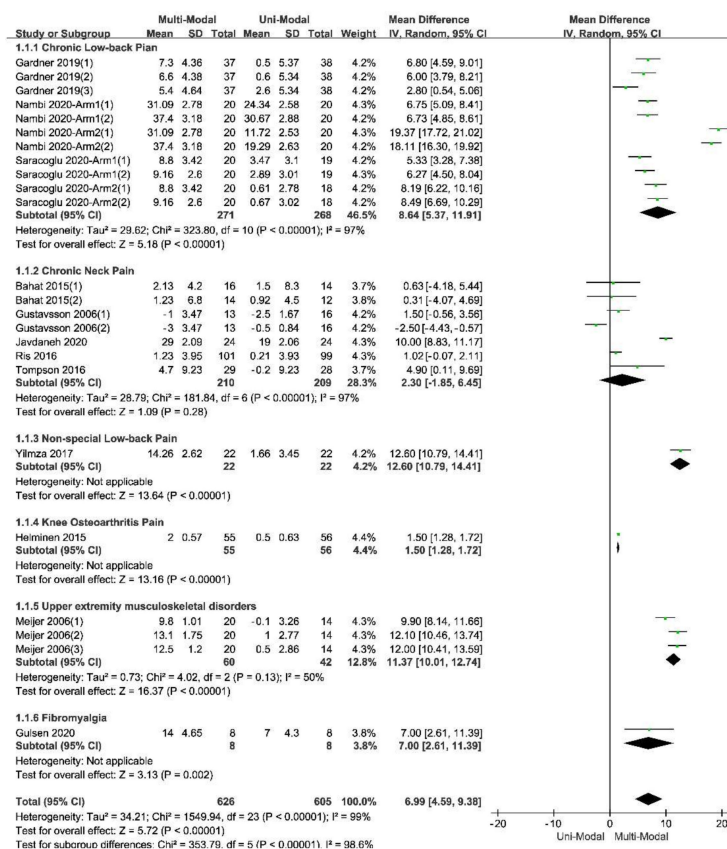 Multi-Modal Uni-Modal Mean Difference Mean Difference
Study or Subgroup Mean SD Total Mean SD Total Weight IV, Random, 95% CI IV, Random, 95% CI
1.1.1 Chronic Low-back Pian
Gardner 2019(1) 7.3 4.36 37 0.5 5.37 38 4.2% 6.80 [4.59, 9.01]
Gardner 2019(2) 6.6 4.38 37 0.6 5.34 38 4.2% 6.00 [3.79, 8.21]
Gardner 2019(3) 5.4 4.64 37 2.6 5.34 38 4.2% 2.80 [0.54, 5.06]
Nambi 2020-Arm1(1) 31.09 2.78 20 24.34 2.58 20 4.2% 6.75 [5.09, 8.41]
Nambi 2020-Arm1(2) 37.4 3.18 20 30.67 2.88 20 4.2% 6.73 [4.85, 8.61]
Nambi 2020-Arm2(1) 31.09 2.78 20 11.72 2.53 20 4.2% 19.37 [17.72, 21.02]
Nambi 2020-Arm2(2) 37.4 3.18 20 19.29 2.63 20 4.2% 18.11 [16.30, 19.92]
Saracoglu 2020-Arm1(1) 8.8 3.42 20 3.47 3.1 19 4.2% 5.33 [3.28, 7.38]
Saracoglu 2020-Arm1(2) 9.16 2.6 20 2.89 3.01 19 4.2% 6.27 [4.50, 8.04]
Saracoglu 2020-Arm2(1) 8.8 3.42 20 0.61 2.78 18 4.2% 8.19 [6.22, 10.16]
Saracoglu 2020-Arm2(2) 9.16 2.6 20 0.67 3.02 18 4.2% 8.49 [6.69, 10.29]
Subtotal (95% CI) 271 268 46.5% 8.64 [5.37, 11.91]
Heterogeneity: Tau² = 29.62; Chi² = 323.80, df = 10 (P < 0.00001); I² = 97%
Test for overall effect: Z = 5.18 (P < 0.00001)
1.1.2 Chronic Neck Pain
Bahat 2015(1) 2.13 4.2 16 1.5 8.3 14 3.7% 0.63 [-4.18, 5.44]
Bahat 2015(2) 1.23 6.8 14 0.92 4.5 12 3.8% 0.31 [-4.07, 4.69]
Gustavsson 2006(1) -1 3.47 13 -2.5 1.67 16 4.2% 1.50 [-0.56, 3.56]
Gustavsson 2006(2) -3 3.47 13 -0.5 0.84 16 4.2% -2.50 [-4.43, -0.57]
Javdaneh 2020 29 2.09 24 19 2.06 24 4.3% 10.00 [8.83, 11.17]
Ris 2016 1.23 3.95 101 0.21 3.93 99 4.3% 1.02 [-0.07, 2.11]
Tompson 2016 4.7 9.23 29 -0.2 9.23 28 3.7% 4.90 [0.11, 9.69]
Subtotal (95% CI) 210 209 28.3% 2.30 [-1.85, 6.45]
Heterogeneity: Tau² = 28.79; Chi² = 181.84, df = 6 (P < 0.00001); I² = 97%
Test for overall effect: Z = 1.09 (P = 0.28)
1.1.3 Non-special Low-back Pain
Yilmza 2017 14.26 2.62 22 1.66 3.45 22 4.2% 12.60 [10.79, 14.41]
Subtotal (95% CI) 22 22 4.2% 12.60 [10.79, 14.41]
Heterogeneity: Not applicable
Test for overall effect: Z = 13.64 (P < 0.00001)
1.1.4 Knee Osteoarthritis Pain
Helminen 2015 2 0.57 55 0.5 0.63 56 4.4% 1.50 [1.28, 1.72]
Subtotal (95% CI) 55 56 4.4% 1.50 [1.28, 1.72]
Heterogeneity: Not applicable
Test for overall effect: Z = 13.16 (P < 0.00001)
1.1.5 Upper extremity musculoskeletal disorders
Meijer 2006(1) 9.8 1.01 20 -0.1 3.26 14 4.3% 9.90 [8.14, 11.66]
Meijer 2006(2) 13.1 1.75 20 1 2.77 14 4.3% 12.10 [10.46, 13.74]
Meijer 2006(3) 12.5 1.2 20 0.5 2.86 14 4.3% 12.00 [10.41, 13.59]
Subtotal (95% CI) 60 42 12.8% 11.37 [10.01, 12.74]
Heterogeneity: Tau² = 0.73; Chi² = 4.02, df = 2 (P = 0.13); I² = 50%
Test for overall effect: Z = 16.37 (P < 0.00001)
1.1.6 Fibromyalgia
Gulsen 2020 14 4.65 8 7 4.3 8 3.8% 7.00 [2.61, 11.39]
Subtotal (95% CI) 8 8 3.8% 7.00 [2.61, 11.39]
Heterogeneity: Not applicable
Test for overall effect: Z = 3.13 (P = 0.002)
Total (95% CI) 626 605 100.0% 6.99 [4.59, 9.38]
Heterogeneity: Tau² = 34.21; Chi² = 1549.94, df = 23 (P < 0.00001); I² = 99%
Test for overall effect: Z = 5.72 (P < 0.00001)
Test for subgroup differences: Chi² = 353.79, df = 5 (P < 0.00001), I² = 98.6%
-20 -10 0 10 20
Uni-Modal Multi-Modal